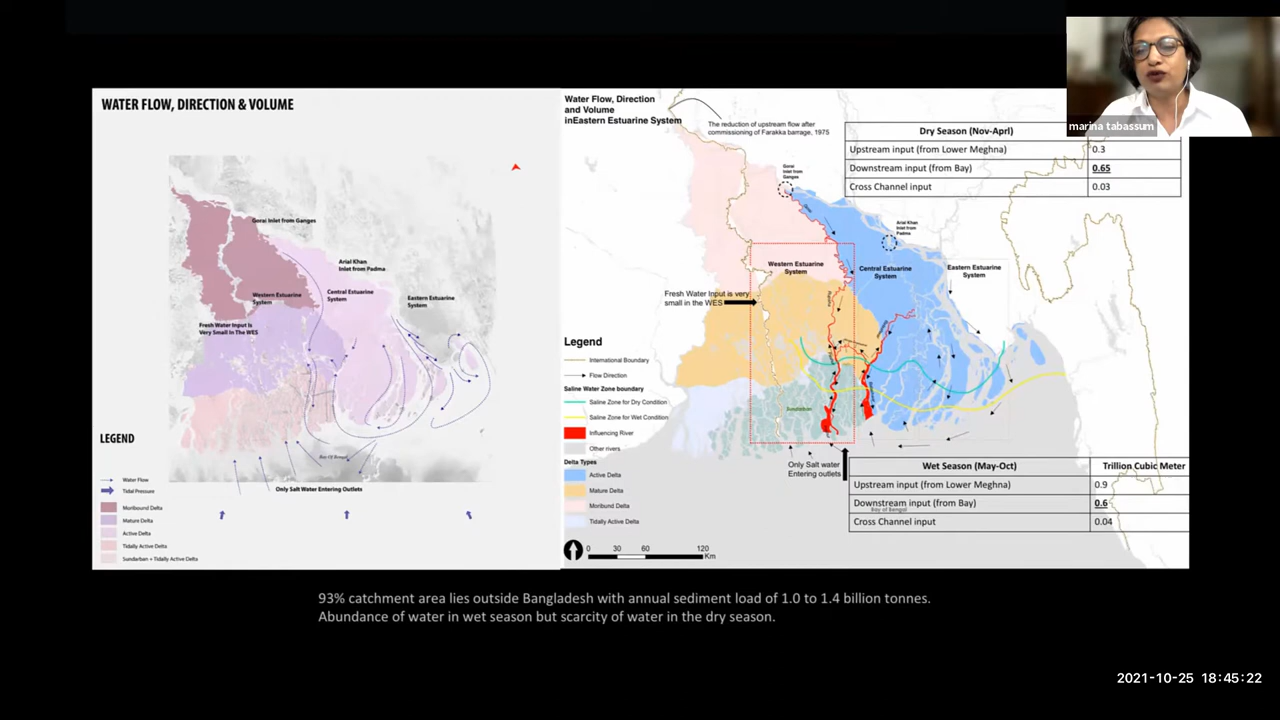 marina tabassum
WATER FLOW, DIRECTION & VOLUME
Gorai Inlet from Ganges
Arial Khan
Inlet from Padma
Western Estuarine
System
Central Estuarine
System
Eastern Estuarine
System
Fresh Water Input Is
Very Small In The WES
Bay Of Bengal
Only Salt Water Entering Outlets
LEGEND
Water Flow
Tidal Pressure
Moribound Delta
Mature Delta
Active Delta
Tidally Active Delta
Sundarban + Tidally Active Delta
Water Flow, Direction
and Volume
inEastern Estuarine System
The reduction of upstream flow after
commissioning of Farakka barrage, 1975
Gorai
Inlet from
Ganges
Arial Khan
Inlet from
Padma
Western Estuarine
System
Central Estuarine
System
Eastern Estuarine
System
Fresh Water Input is very
small in the WES
Sundarban
Only Salt water
Entering outlets
Legend
International Boundary
Flow Direction
Saline Water Zone boundary
Saline Zone for Dry Condition
Saline Zone for Wet Condition
Influencing River
Other rivers
Delta Types
Active Delta
Mature Delta
Moribund Delta
Tidally Active Delta
0 30 60 120
Km
Dry Season (Nov-Aprl)
Upstream input (from Lower Meghna) 0.3
Downstream input (from Bay) 0.65
Cross Channel input 0.03
Wet Season (May-Oct) Trillion Cubic Meter
Upstream input (from Lower Meghna) 0.9
Downstream input (from Bay) 0.6
Bay of Bengal
Cross Channel input 0.04
93% catchment area lies outside Bangladesh with annual sediment load of 1.0 to 1.4 billion tonnes.
Abundance of water in wet season but scarcity of water in the dry season.
2021-10-25 18:45:22